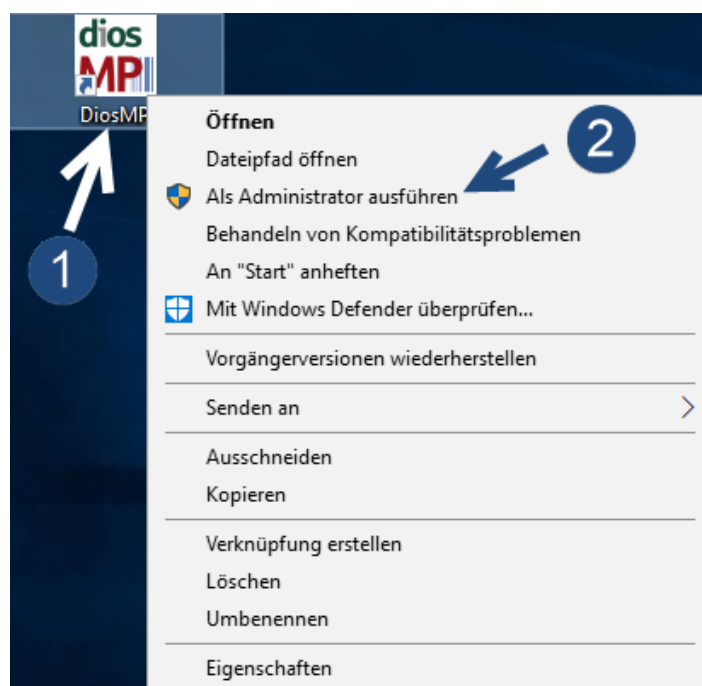 dios
MP
DiosMP
1
2
Öffnen
Dateipfad öffnen
Als Administrator ausführen
Behandeln von Kompatibilitätsproblemen
An "Start" anheften
Mit Windows Defender überprüfen...
Vorgängerversionen wiederherstellen
Senden an
Ausschneiden
Kopieren
Verknüpfung erstellen
Löschen
Umbenennen
Eigenschaften